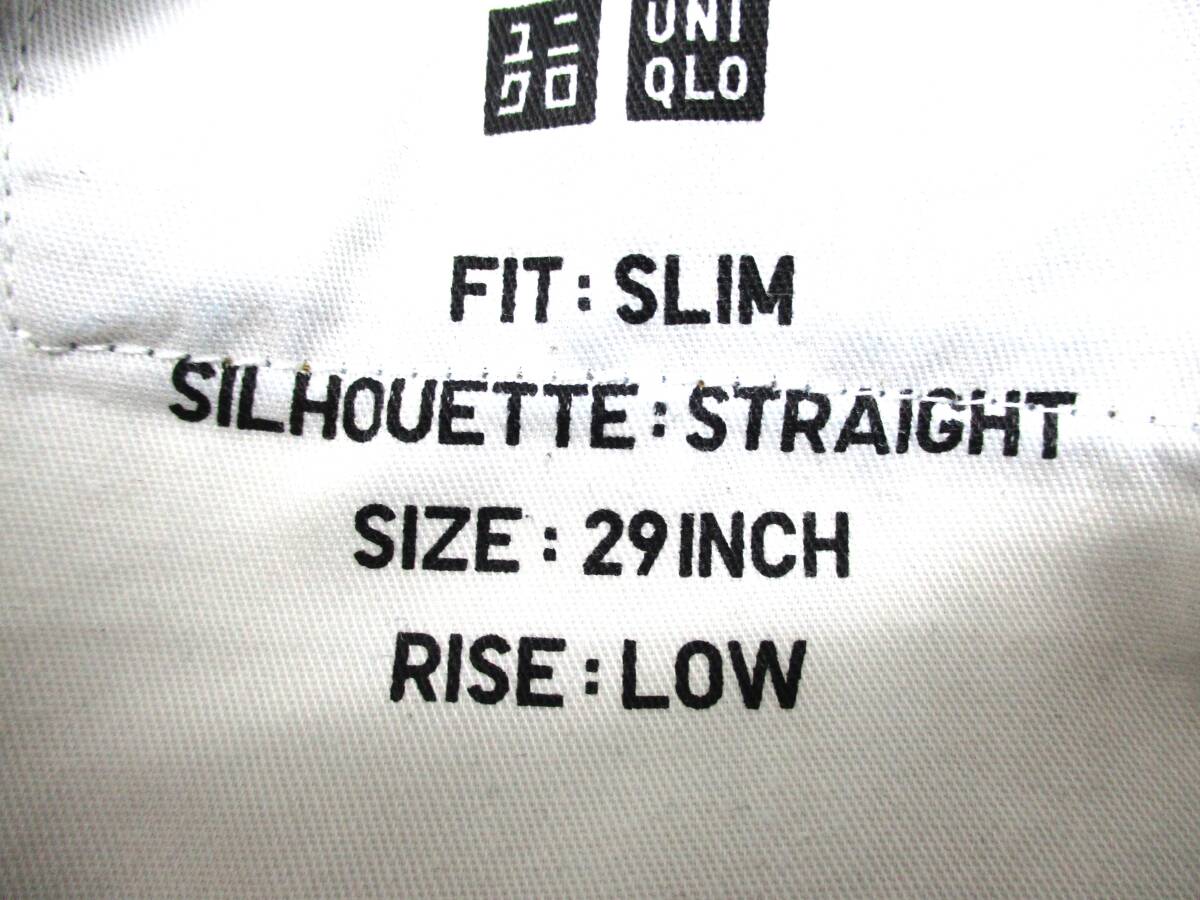 ユニ
クロ
UNI
QLO
FIT: SLIM
SILHOUETTE: STRAIGHT
SIZE: 29 INCH
RISE: LOW